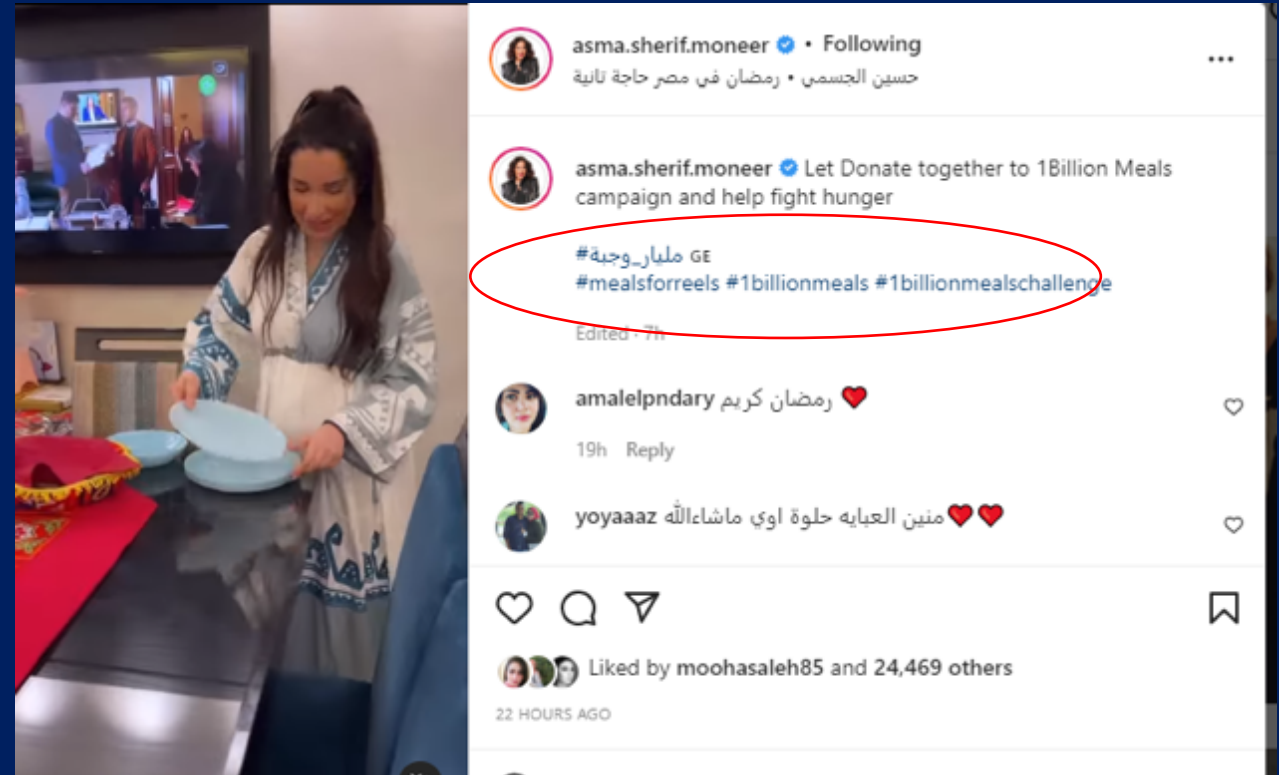 asma.sherif.moneer • Following
حسين الجسمي • رمضان في مصر حاجة تانية
asma.sherif.moneer Let Donate together to 1Billion Meals
campaign and help fight hunger
#مليار_وجبة GE
#mealsforreels #1billionmeals #1billionmealschallenge
Edited · 7h
amalelpndary رمضان كريم ❤️
19h Reply
yoyaaaz منين العبايه حلوة اوي ماشاءالله ❤️❤️
Liked by moohasaleh85 and 24,469 others
22 HOURS AGO